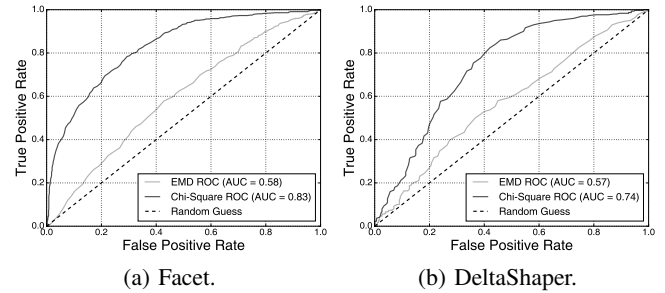 1.0
0.8
0.6
0.4
0.2
0.0
0.0 0.2 0.4 0.6 0.8 1.0
True Positive Rate
False Positive Rate
EMD ROC (AUC = 0.58)
Chi-Square ROC (AUC = 0.83)
Random Guess
(a) Facet.
1.0
0.8
0.6
0.4
0.2
0.0
0.0 0.2 0.4 0.6 0.8 1.0
True Positive Rate
False Positive Rate
EMD ROC (AUC = 0.57)
Chi-Square ROC (AUC = 0.74)
Random Guess
(b) DeltaShaper.